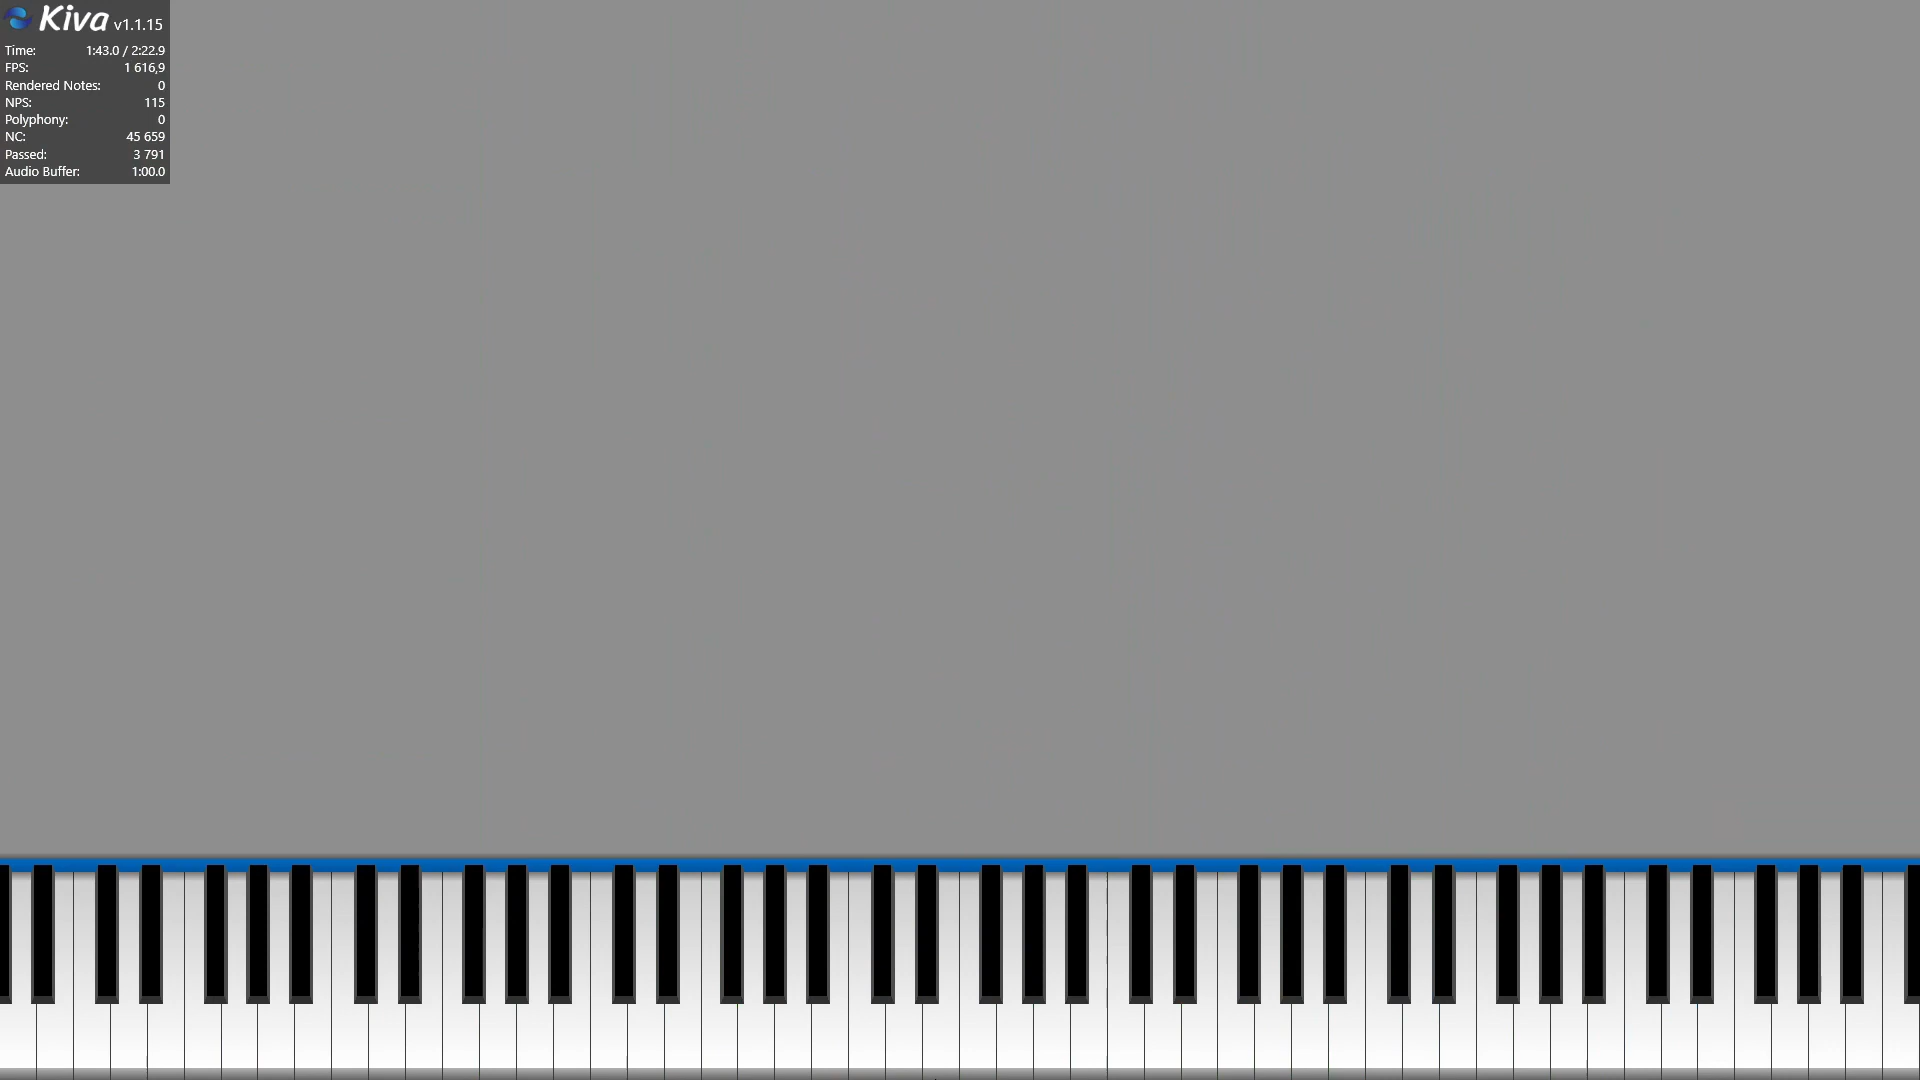 Kiva v1.1.15
Time: 1:43.0 / 2:22.9
FPS: 1 616,9
Rendered Notes: 0
NPS: 115
Polyphony: 0
NC: 45 659
Passed: 3 791
Audio Buffer: 1:00.0